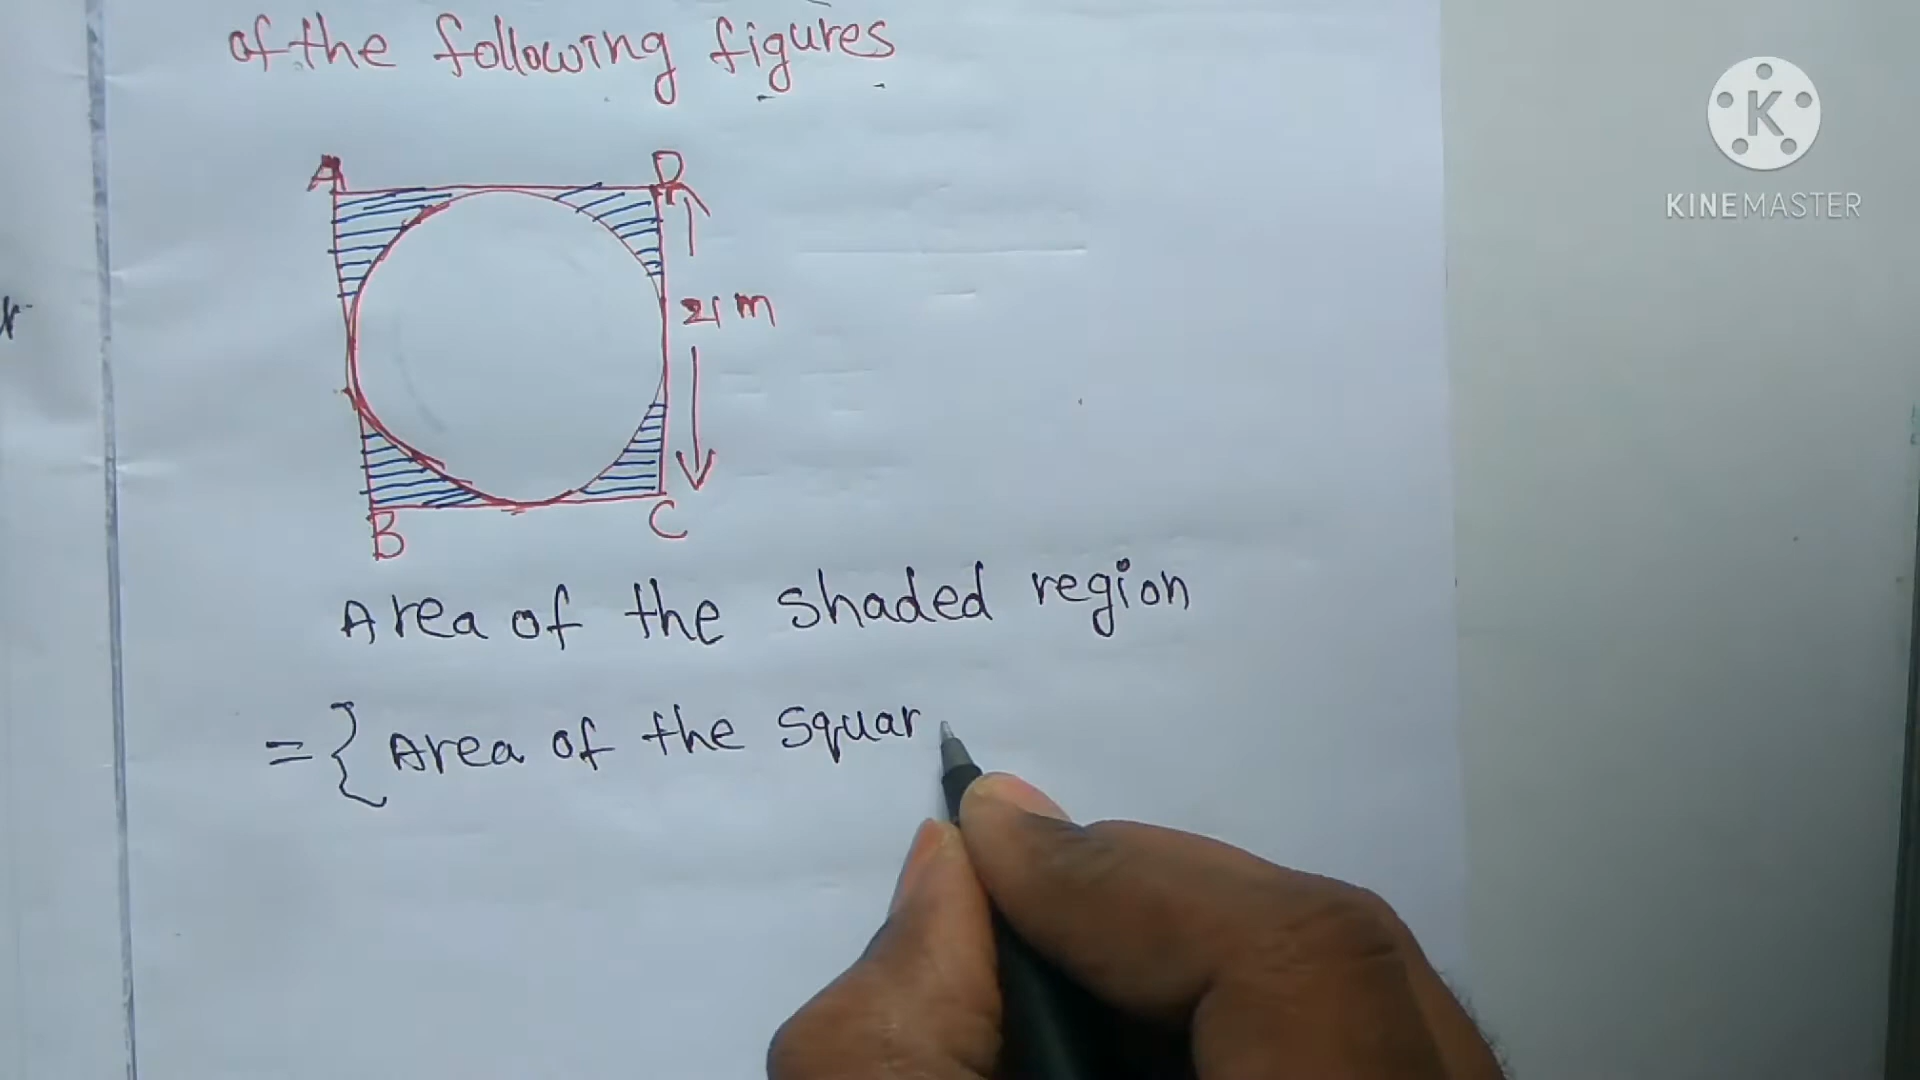 of the following figures
A D
21 m
B C
Area of the shaded region
= { Area of the Squar
K
KINEMASTER